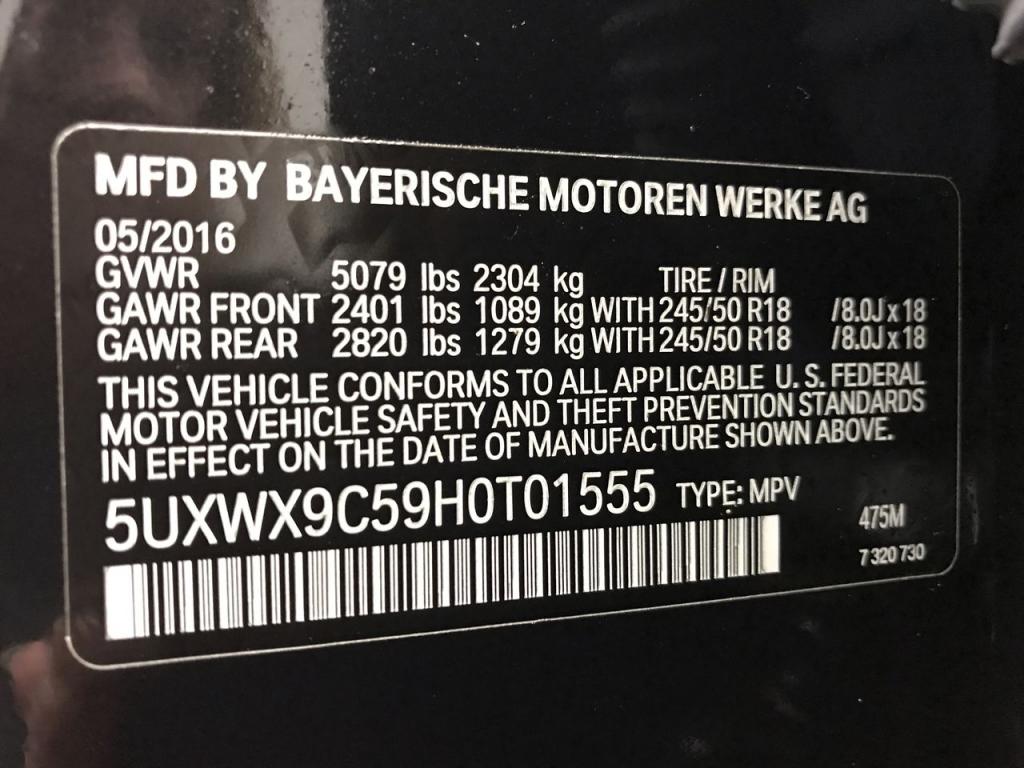 MFD BY BAYERISCHE MOTOREN WERKE AG
05/2016
GVWR 5079 lbs 2304 kg TIRE / RIM
GAWR FRONT 2401 lbs 1089 kg WITH 245/50 R18 /8.0J x 18
GAWR REAR 2820 lbs 1279 kg WITH 245/50 R18 /8.0J x 18
THIS VEHICLE CONFORMS TO ALL APPLICABLE U. S. FEDERAL
MOTOR VEHICLE SAFETY AND THEFT PREVENTION STANDARDS
IN EFFECT ON THE DATE OF MANUFACTURE SHOWN ABOVE.
5UXWX9C59H0T01555 TYPE: MPV
475M
7 320 730